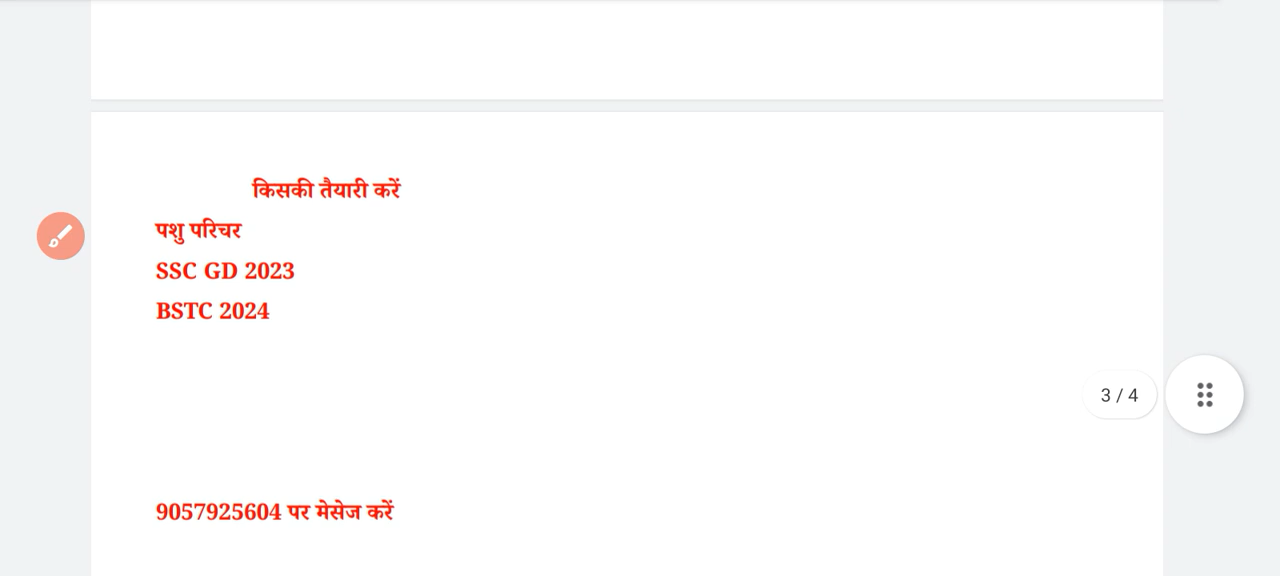 किसकी तैयारी करें
पशु परिचर
SSC GD 2023
BSTC 2024
3 / 4
9057925604 पर मेसेज करें